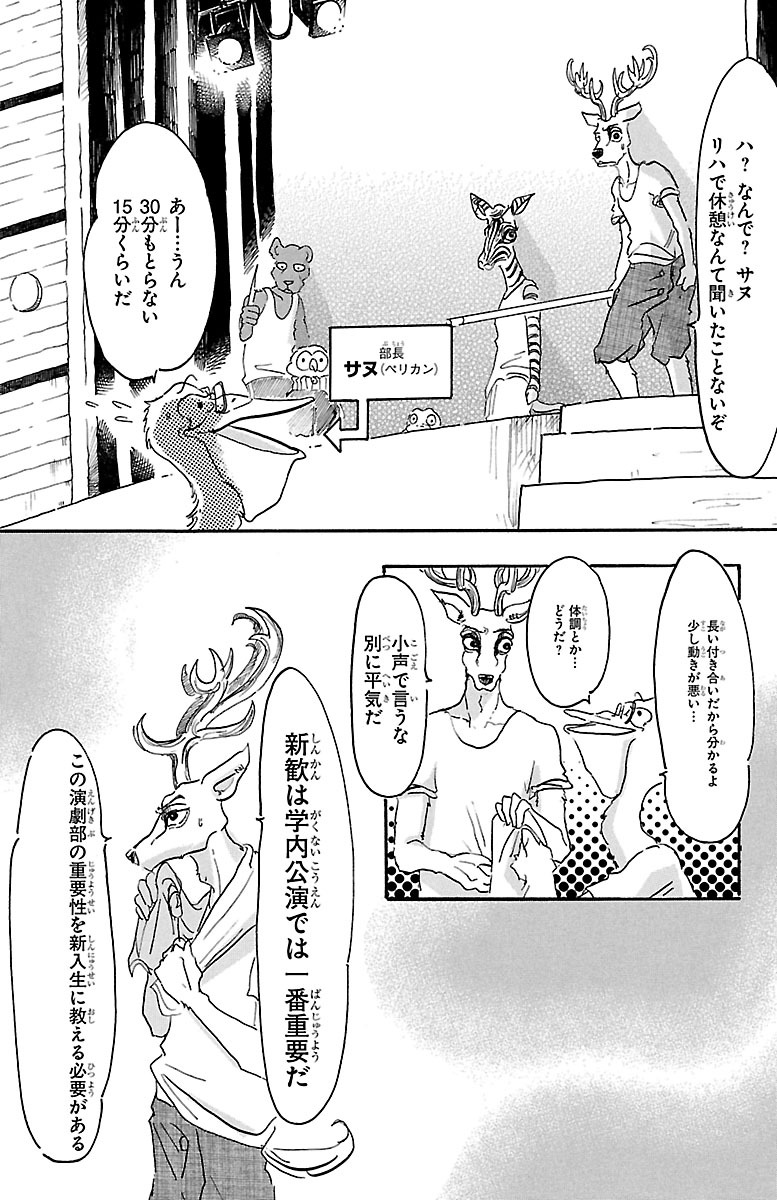 ハ？ なんで？ サヌ
リハで休憩なんて聞いたことないぞ
あー…うん
30分もとらない
15分くらいだ
部長
サヌ(ペリカン)
長い付き合いだから分かるよ
少し動きが悪い…
体調とか…
どうだ？
小声で言うな
別に平気だ
新歓は学内公演では一番重要だ
この演劇部の重要性を新入生に教える必要がある